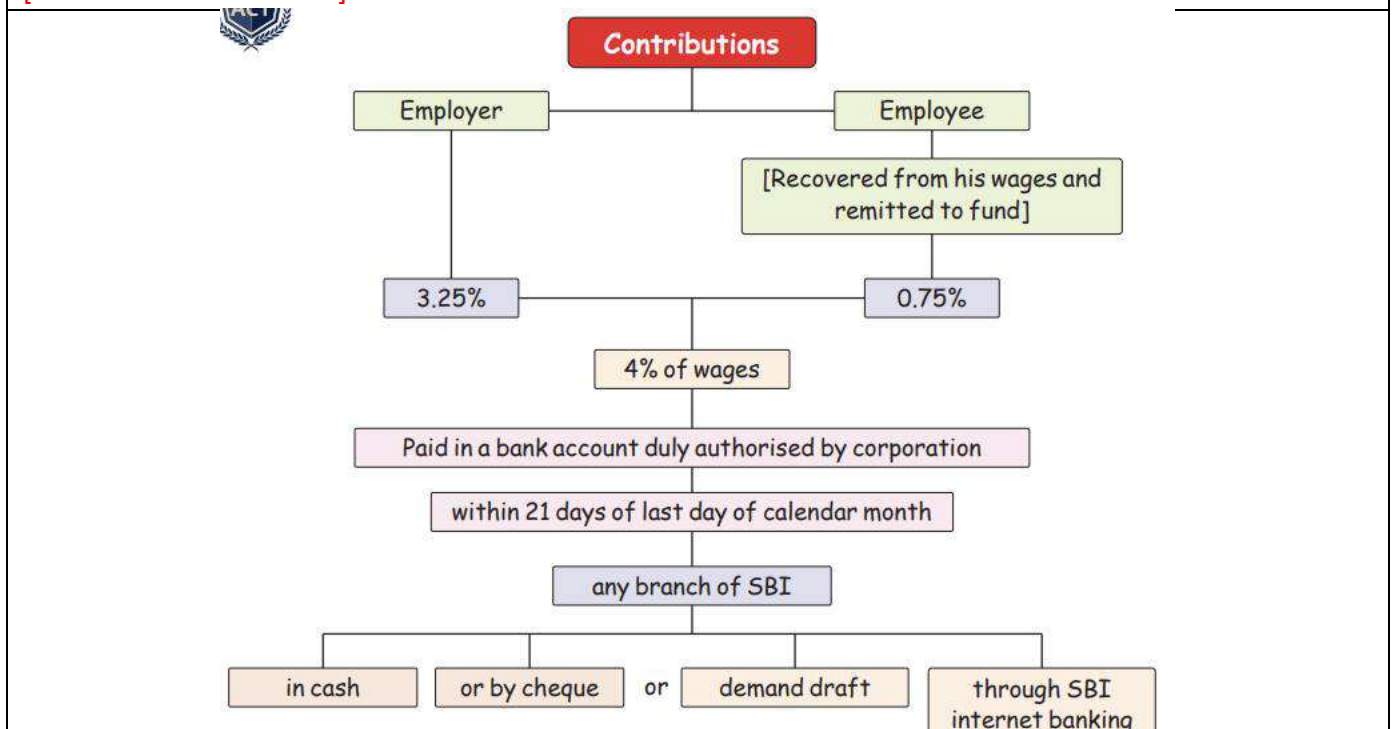 [ ]
ACT
Contributions
Employer
Employee
[Recovered from his wages and
remitted to fund]
3.25%
0.75%
4% of wages
Paid in a bank account duly authorised by corporation
within 21 days of last day of calendar month
any branch of SBI
in cash
or by cheque
or
demand draft
through SBI
internet banking